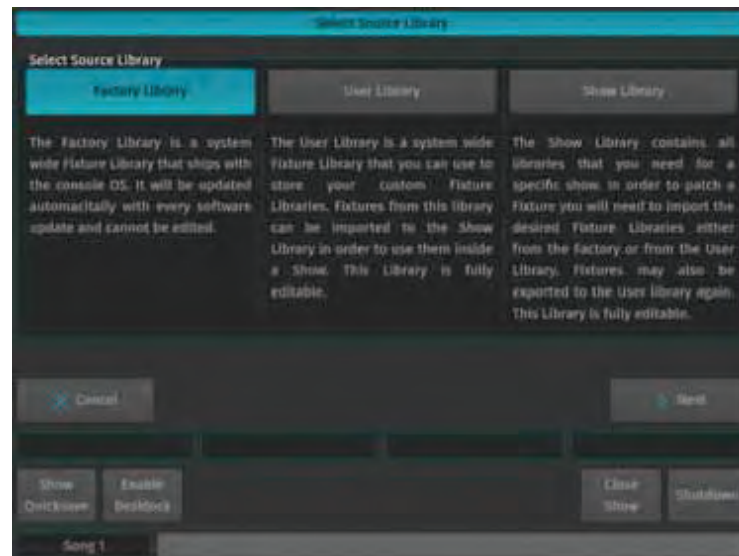 Select Source Library
Select Source Library
Factory Library
User Library
Show Library
The Factory Library is a system
wide Fixture Library that ships with
the console OS. It will be updated
automacitally with every software
update and cannot be edited.
The User Library is a system wide
Fixture Library that you can use to
store your custom Fixture
Libraries. Fixtures from this library
can be imported to the Show
Library in order to use them inside
a Show. This Library is fully
editable.
The Show Library contains all
libraries that you need for a
specific show. In order to patch a
Fixture you will need to import the
desired Fixture Libraries either
from the Factory or from the User
Library. Fixtures may also be
exported to the User library again.
This Library is fully editable.
Cancel
Next
Show
Quicksave
Enable
Desklock
Close
Show
Shutdown
Song 1